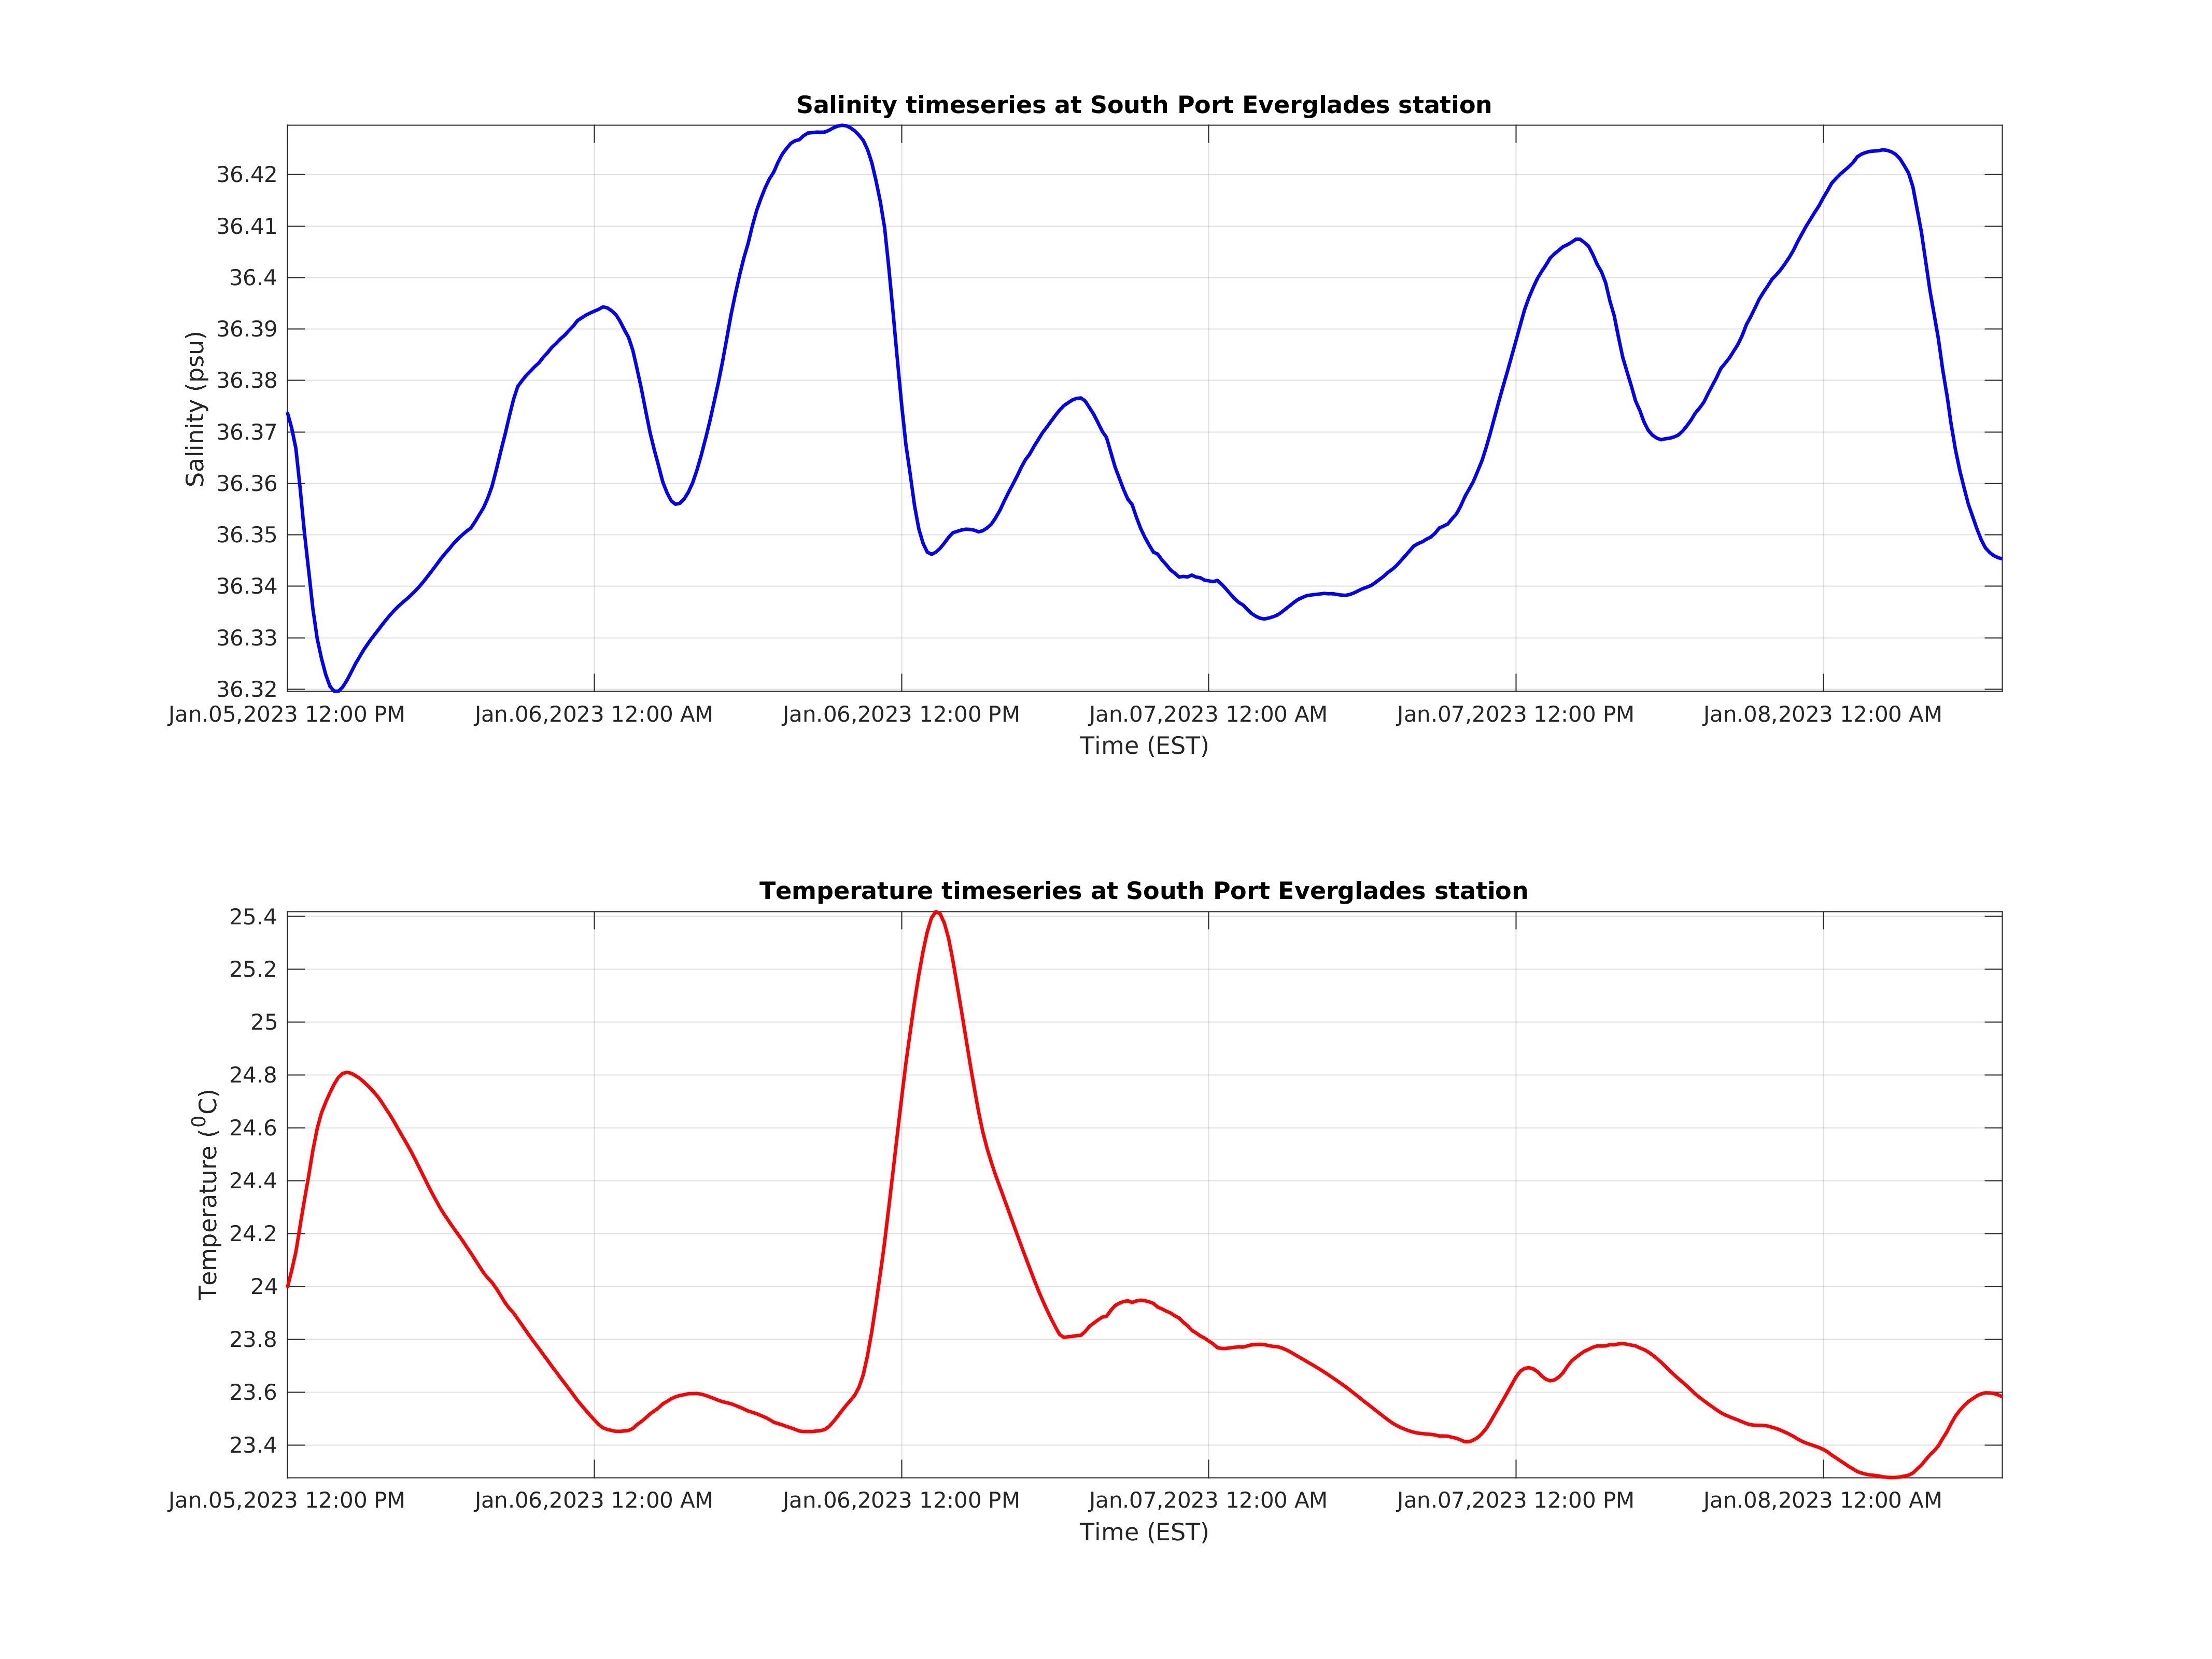 Salinity timeseries at South Port Everglades station
36.42
36.41
36.4
36.39
36.38
36.37
36.36
36.35
36.34
36.33
36.32
Salinity (psu)
Jan.05,2023 12:00 PM Jan.06,2023 12:00 AM Jan.06,2023 12:00 PM Jan.07,2023 12:00 AM Jan.07,2023 12:00 PM Jan.08,2023 12:00 AM
Time (EST)
Temperature timeseries at South Port Everglades station
25.4
25.2
25
24.8
24.6
24.4
24.2
24
23.8
23.6
23.4
Temperature (⁰C)
Jan.05,2023 12:00 PM Jan.06,2023 12:00 AM Jan.06,2023 12:00 PM Jan.07,2023 12:00 AM Jan.07,2023 12:00 PM Jan.08,2023 12:00 AM
Time (EST)